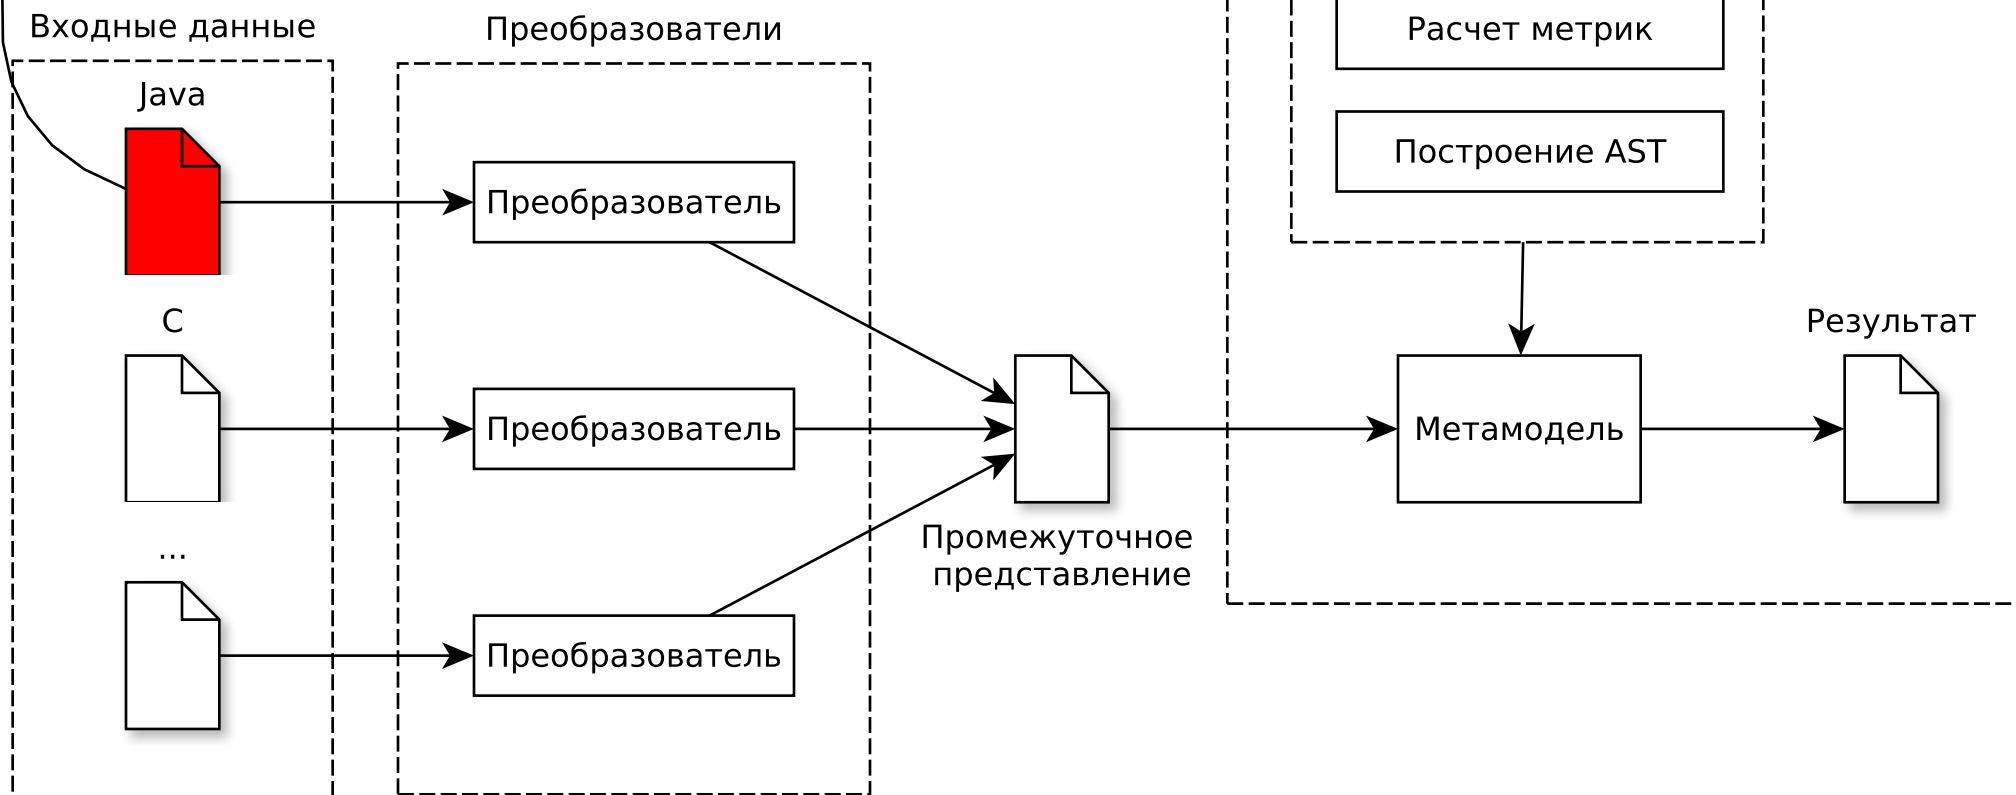 Входные данные
Java
C
...
Преобразователи
Преобразователь
Преобразователь
Преобразователь
Промежуточное
представление
Расчет метрик
Построение AST
Метамодель
Результат